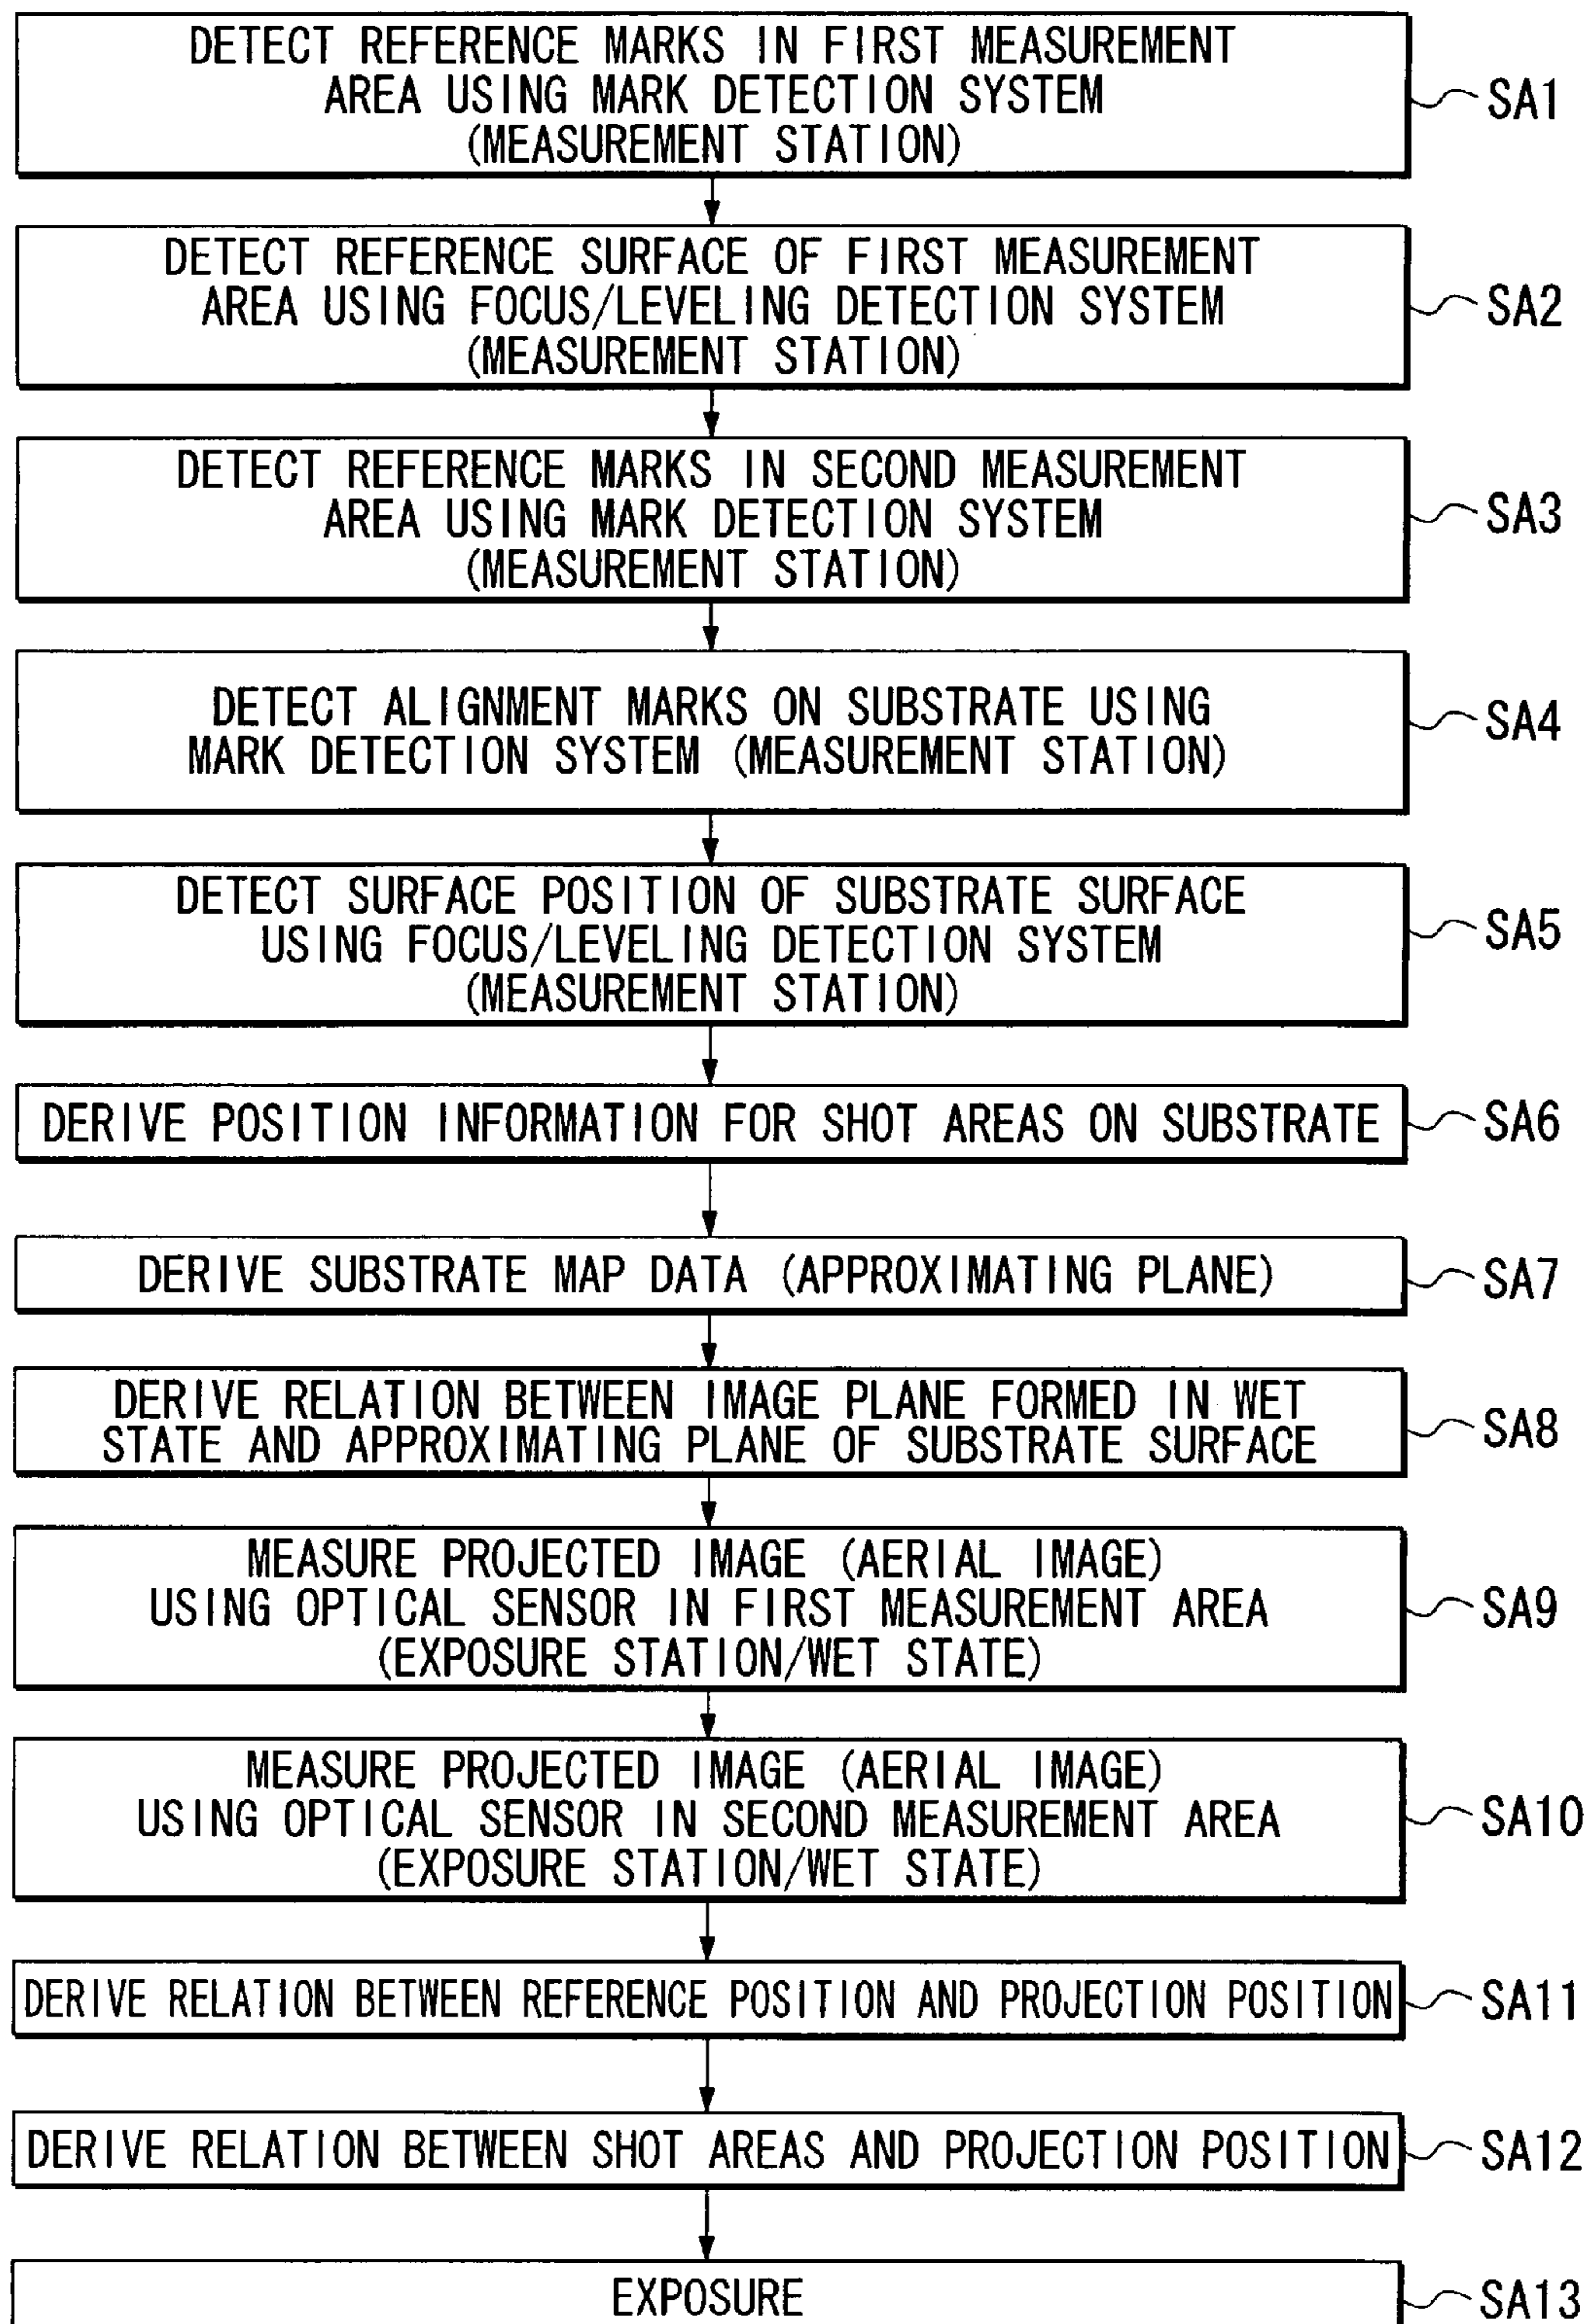 DETECT REFERENCE MARKS IN FIRST MEASUREMENT
AREA USING MARK DETECTION SYSTEM
(MEASUREMENT STATION)
SA1
DETECT REFERENCE SURFACE OF FIRST MEASUREMENT
AREA USING FOCUS/LEVELING DETECTION SYSTEM
(MEASUREMENT STATION)
SA2
DETECT REFERENCE MARKS IN SECOND MEASUREMENT
AREA USING MARK DETECTION SYSTEM
(MEASUREMENT STATION)
SA3
DETECT ALIGNMENT MARKS ON SUBSTRATE USING
MARK DETECTION SYSTEM (MEASUREMENT STATION)
SA4
DETECT SURFACE POSITION OF SUBSTRATE SURFACE
USING FOCUS/LEVELING DETECTION SYSTEM
(MEASUREMENT STATION)
SA5
DERIVE POSITION INFORMATION FOR SHOT AREAS ON SUBSTRATE
SA6
DERIVE SUBSTRATE MAP DATA (APPROXIMATING PLANE)
SA7
DERIVE RELATION BETWEEN IMAGE PLANE FORMED IN WET
STATE AND APPROXIMATING PLANE OF SUBSTRATE SURFACE
SA8
MEASURE PROJECTED IMAGE (AERIAL IMAGE)
USING OPTICAL SENSOR IN FIRST MEASUREMENT AREA
(EXPOSURE STATION/WET STATE)
SA9
MEASURE PROJECTED IMAGE (AERIAL IMAGE)
USING OPTICAL SENSOR IN SECOND MEASUREMENT AREA
(EXPOSURE STATION/WET STATE)
SA10
DERIVE RELATION BETWEEN REFERENCE POSITION AND PROJECTION POSITION
SA11
DERIVE RELATION BETWEEN SHOT AREAS AND PROJECTION POSITION
SA12
EXPOSURE
SA13